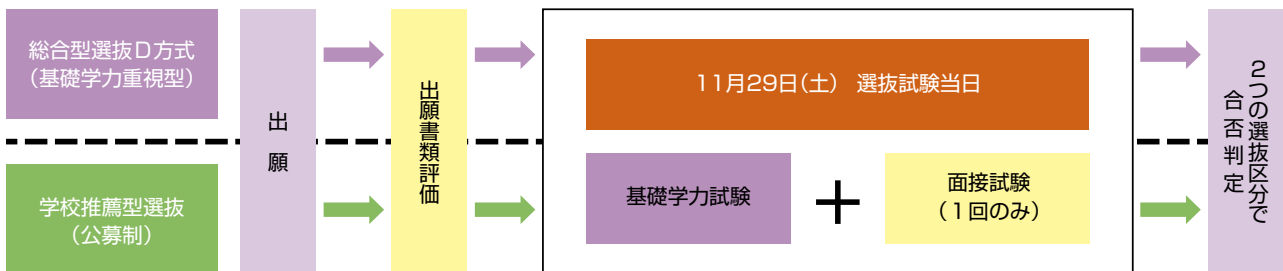 総合型選抜D方式
（基礎学力重視型）
学校推薦型選抜
（公募制）
出願
出願書類評価
11月29日（土） 選抜試験当日
基礎学力試験
＋
面接試験
（１回のみ）
２つの選抜区分で
合否判定